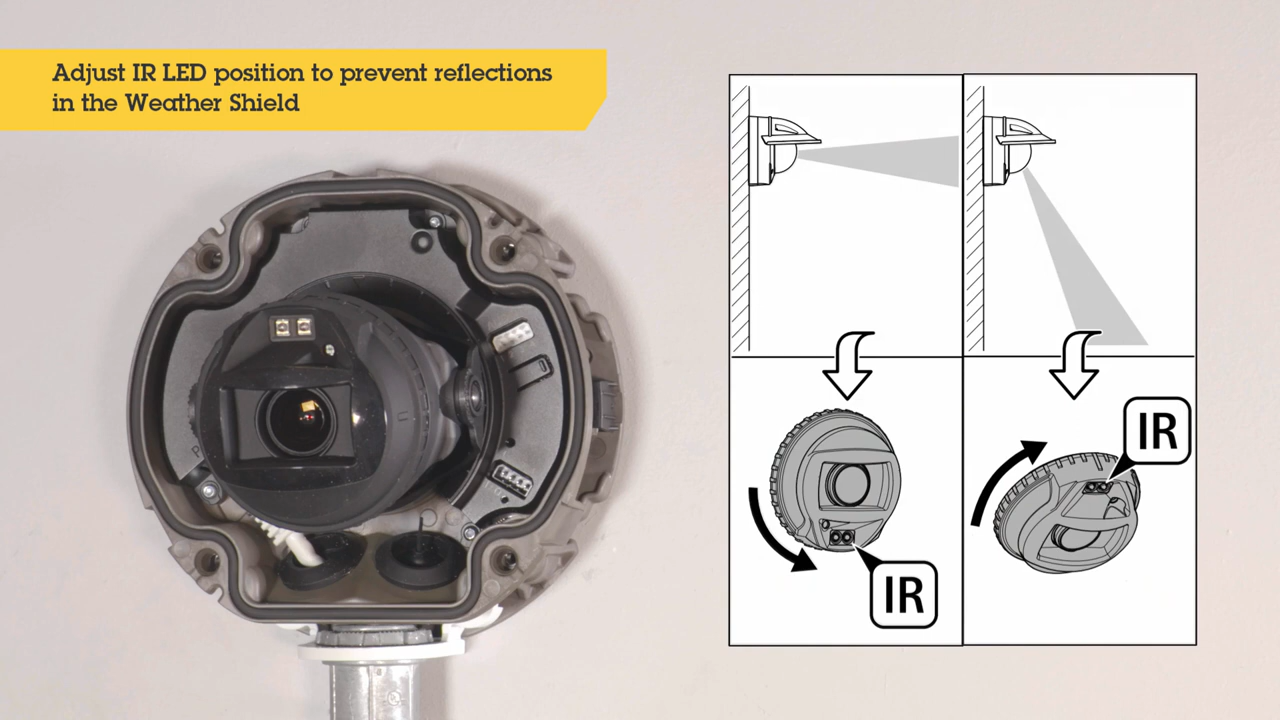 Adjust IR LED position to prevent reflections
in the Weather Shield
IR
IR